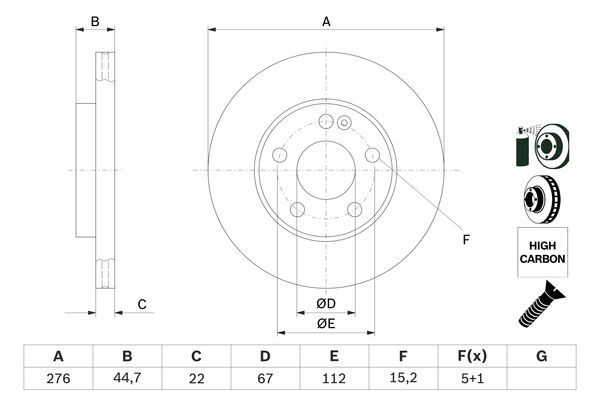 B
A
F
C
ØD
ØE
HIGH
CARBON
A B C D E F F(x) G
276 44,7 22 67 112 15,2 5+1